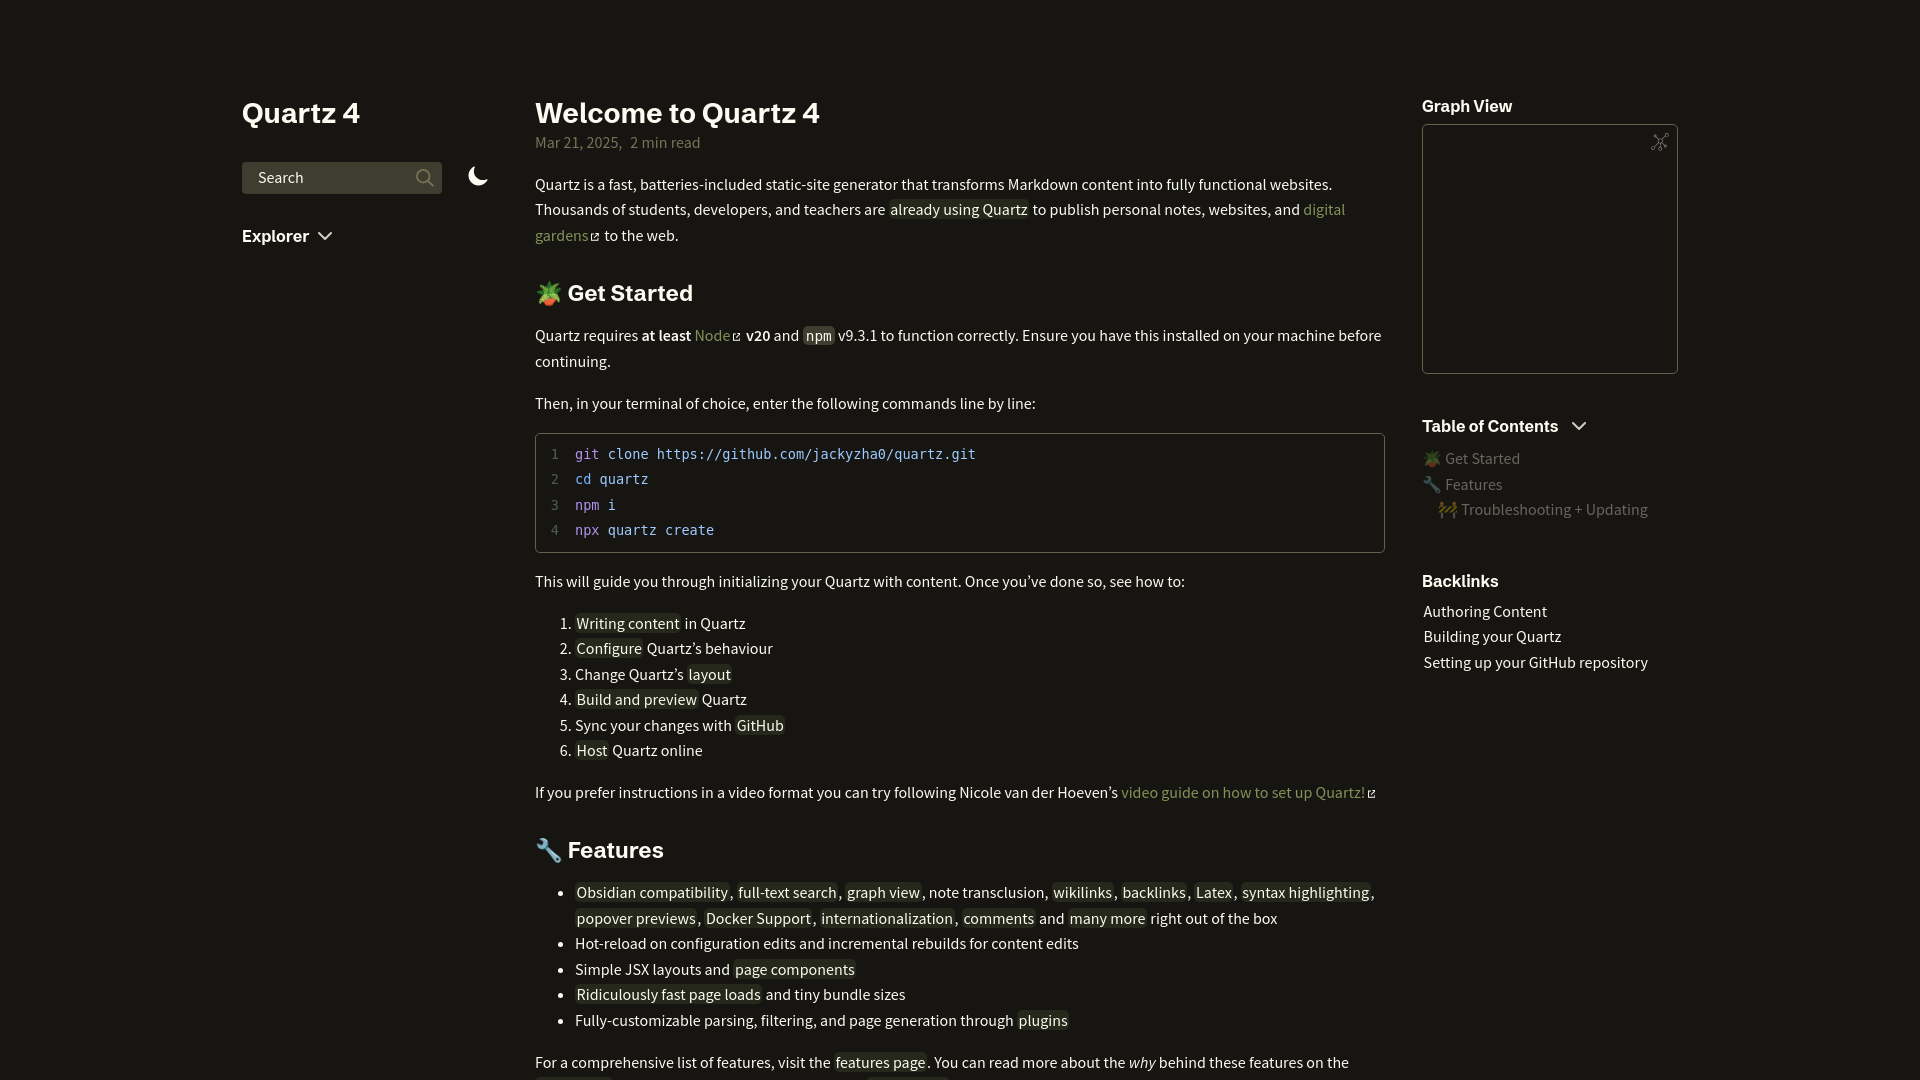 Quartz 4
Search
Explorer
Welcome to Quartz 4
Mar 21, 2025, 2 min read
Quartz is a fast, batteries-included static-site generator that transforms Markdown content into fully functional websites.
Thousands of students, developers, and teachers are already using Quartz to publish personal notes, websites, and digital
gardens to the web.
🪴 Get Started
Quartz requires at least Node v20 and npm v9.3.1 to function correctly. Ensure you have this installed on your machine before
continuing.
Then, in your terminal of choice, enter the following commands line by line:
1 git clone https://github.com/jackyzha0/quartz.git
2 cd quartz
3 npm i
4 npx quartz create
This will guide you through initializing your Quartz with content. Once you’ve done so, see how to:
1. Writing content in Quartz
2. Configure Quartz’s behaviour
3. Change Quartz’s layout
4. Build and preview Quartz
5. Sync your changes with GitHub
6. Host Quartz online
If you prefer instructions in a video format you can try following Nicole van der Hoeven’s video guide on how to set up Quartz!
🔧 Features
• Obsidian compatibility, full-text search, graph view, note transclusion, wikilinks, backlinks, Latex, syntax highlighting,
popover previews, Docker Support, internationalization, comments and many more right out of the box
• Hot-reload on configuration edits and incremental rebuilds for content edits
• Simple JSX layouts and page components
• Ridiculously fast page loads and tiny bundle sizes
• Fully-customizable parsing, filtering, and page generation through plugins
For a comprehensive list of features, visit the features page. You can read more about the why behind these features on the
Graph View
Table of Contents
🪴 Get Started
🔧 Features
🚧 Troubleshooting + Updating
Backlinks
Authoring Content
Building your Quartz
Setting up your GitHub repository